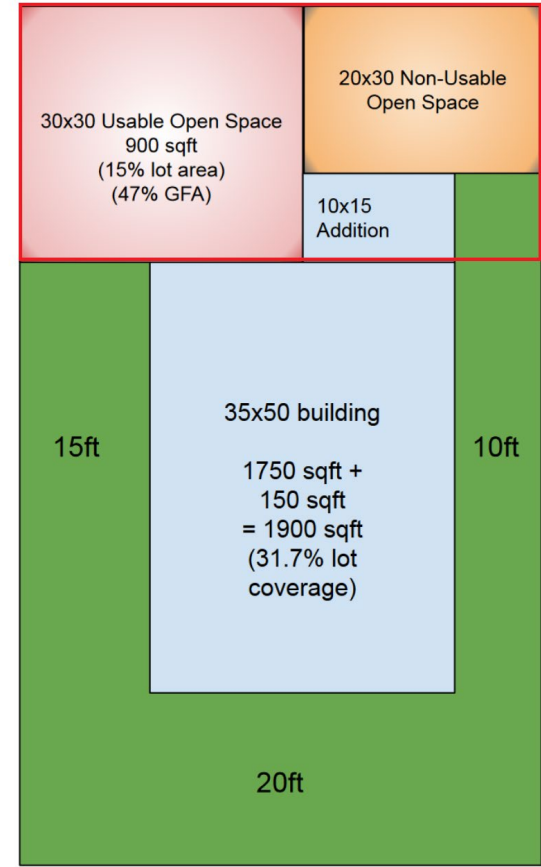 30x30 Usable Open Space
900 sqft
(15% lot area)
(47% GFA)
20x30 Non-Usable
Open Space
10x15
Addition
35x50 building
1750 sqft +
150 sqft
= 1900 sqft
(31.7% lot
coverage)
15ft
10ft
20ft